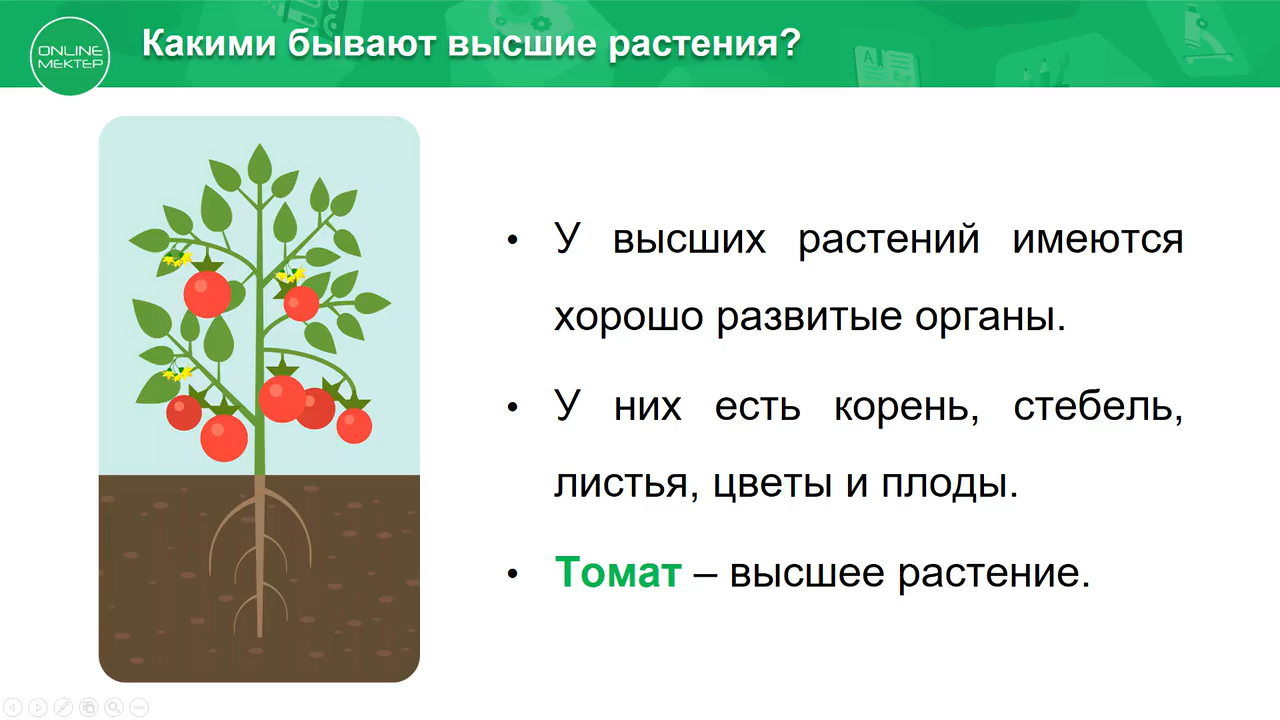 ONLINE
МЕКТЕР
Какими бывают высшие растения?
• У высших растений имеются
хорошо развитые органы.
• У них есть корень, стебель,
листья, цветы и плоды.
• Томат – высшее растение.